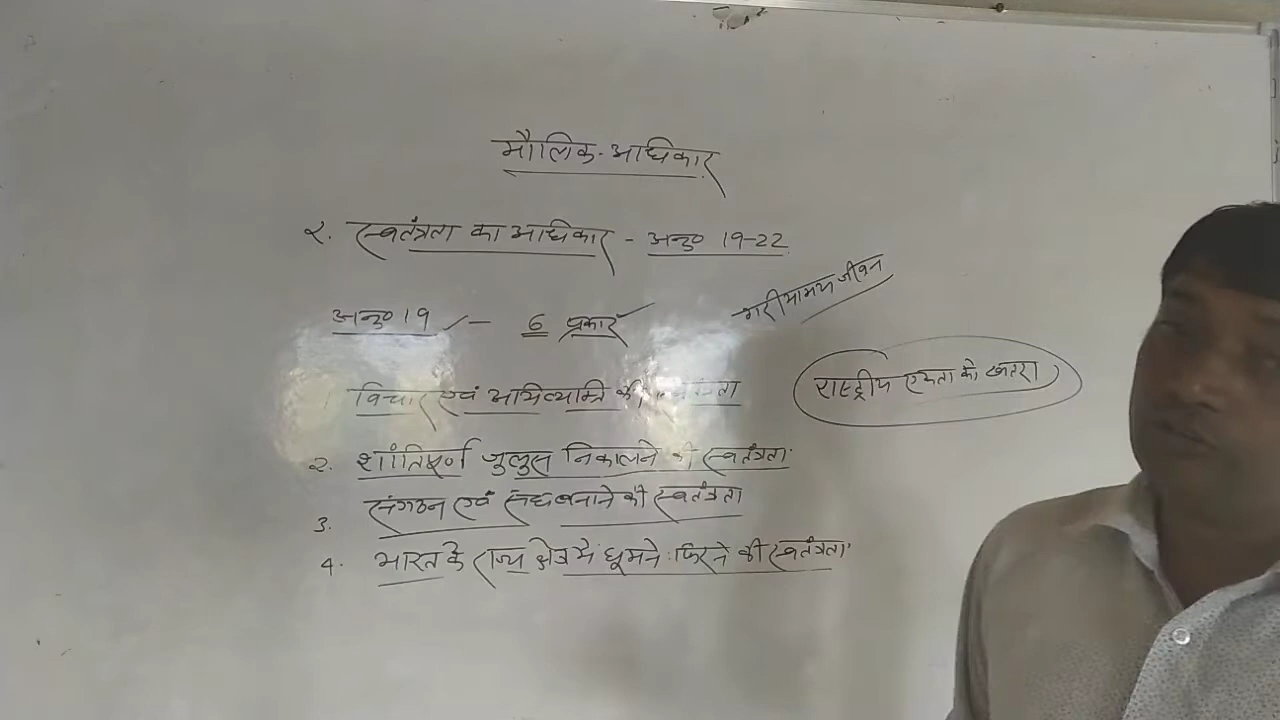 मौलिक-अधिकार
२. स्वतंत्रता का अधिकार - अनु० 19-22
गरीमामय जीवन
अनु० 19 - 6 प्रकार
विचार एवं अभिव्यक्ति की
राष्ट्रीय एकता को खतरा
२. शांतिपूर्ण जुलुस निकालने की स्वतंत्रता
3. संगठन एवं संघ बनाने की स्वतंत्रता
4. भारत के राज्य क्षेत्र में घूमने फिरने की स्वतंत्रता